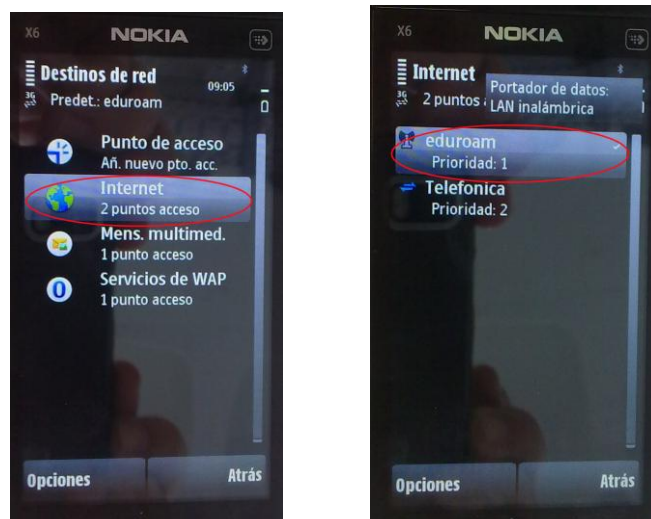 X6 NOKIA
Destinos de red
09:05
3G Predet.: eduroam
Punto de acceso
Añ. nuevo pto. acc.
Internet
2 puntos acceso
Mens. multimed.
1 punto acceso
Servicios de WAP
1 punto acceso
Opciones Atrás
X6 NOKIA
Internet
Portador de datos:
3G 2 puntos
LAN inalámbrica
eduroam
Prioridad: 1
Telefonica
Prioridad: 2
Opciones Atrás